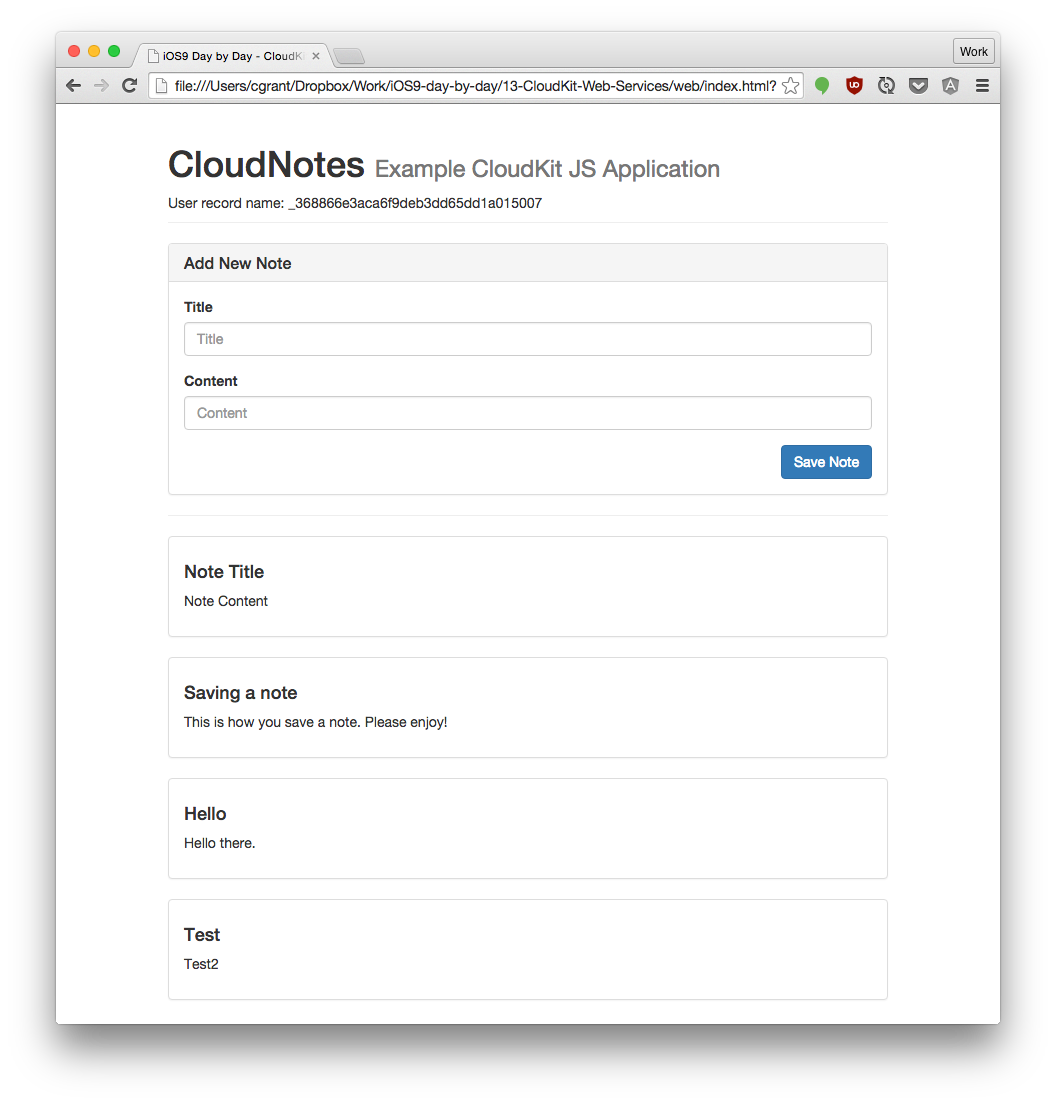 iOS9 Day by Day - CloudKi
Work
file:///Users/cgrant/Dropbox/Work/iOS9-day-by-day/13-CloudKit-Web-Services/web/index.html?
CloudNotes Example CloudKit JS Application
User record name: _368866e3aca6f9deb3dd65dd1a015007
Add New Note
Title
Title
Content
Content
Save Note
Note Title
Note Content
Saving a note
This is how you save a note. Please enjoy!
Hello
Hello there.
Test
Test2